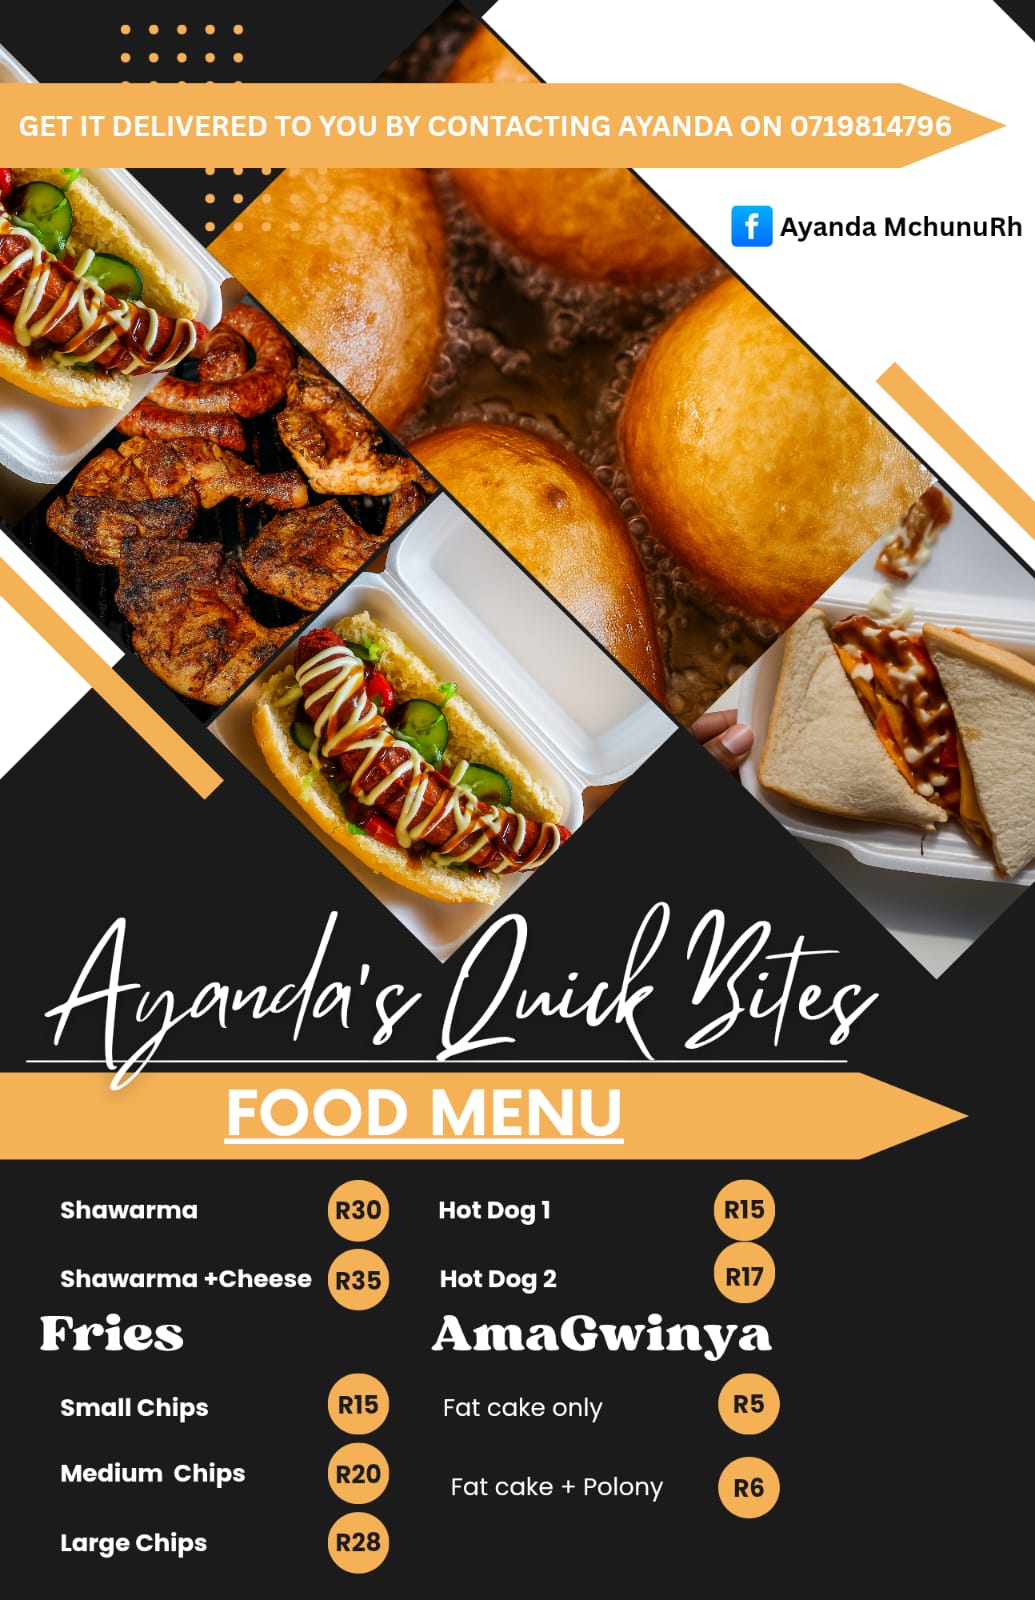 GET IT DELIVERED TO YOU BY CONTACTING AYANDA ON 0719814796
Ayanda MchunuRh
Ayanda's Quick Bites
FOOD MENU
Shawarma R30
Shawarma +Cheese R35
Hot Dog 1 R15
Hot Dog 2 R17
Fries
Small Chips R15
Medium Chips R20
Large Chips R28
AmaGwinya
Fat cake only R5
Fat cake + Polony R6